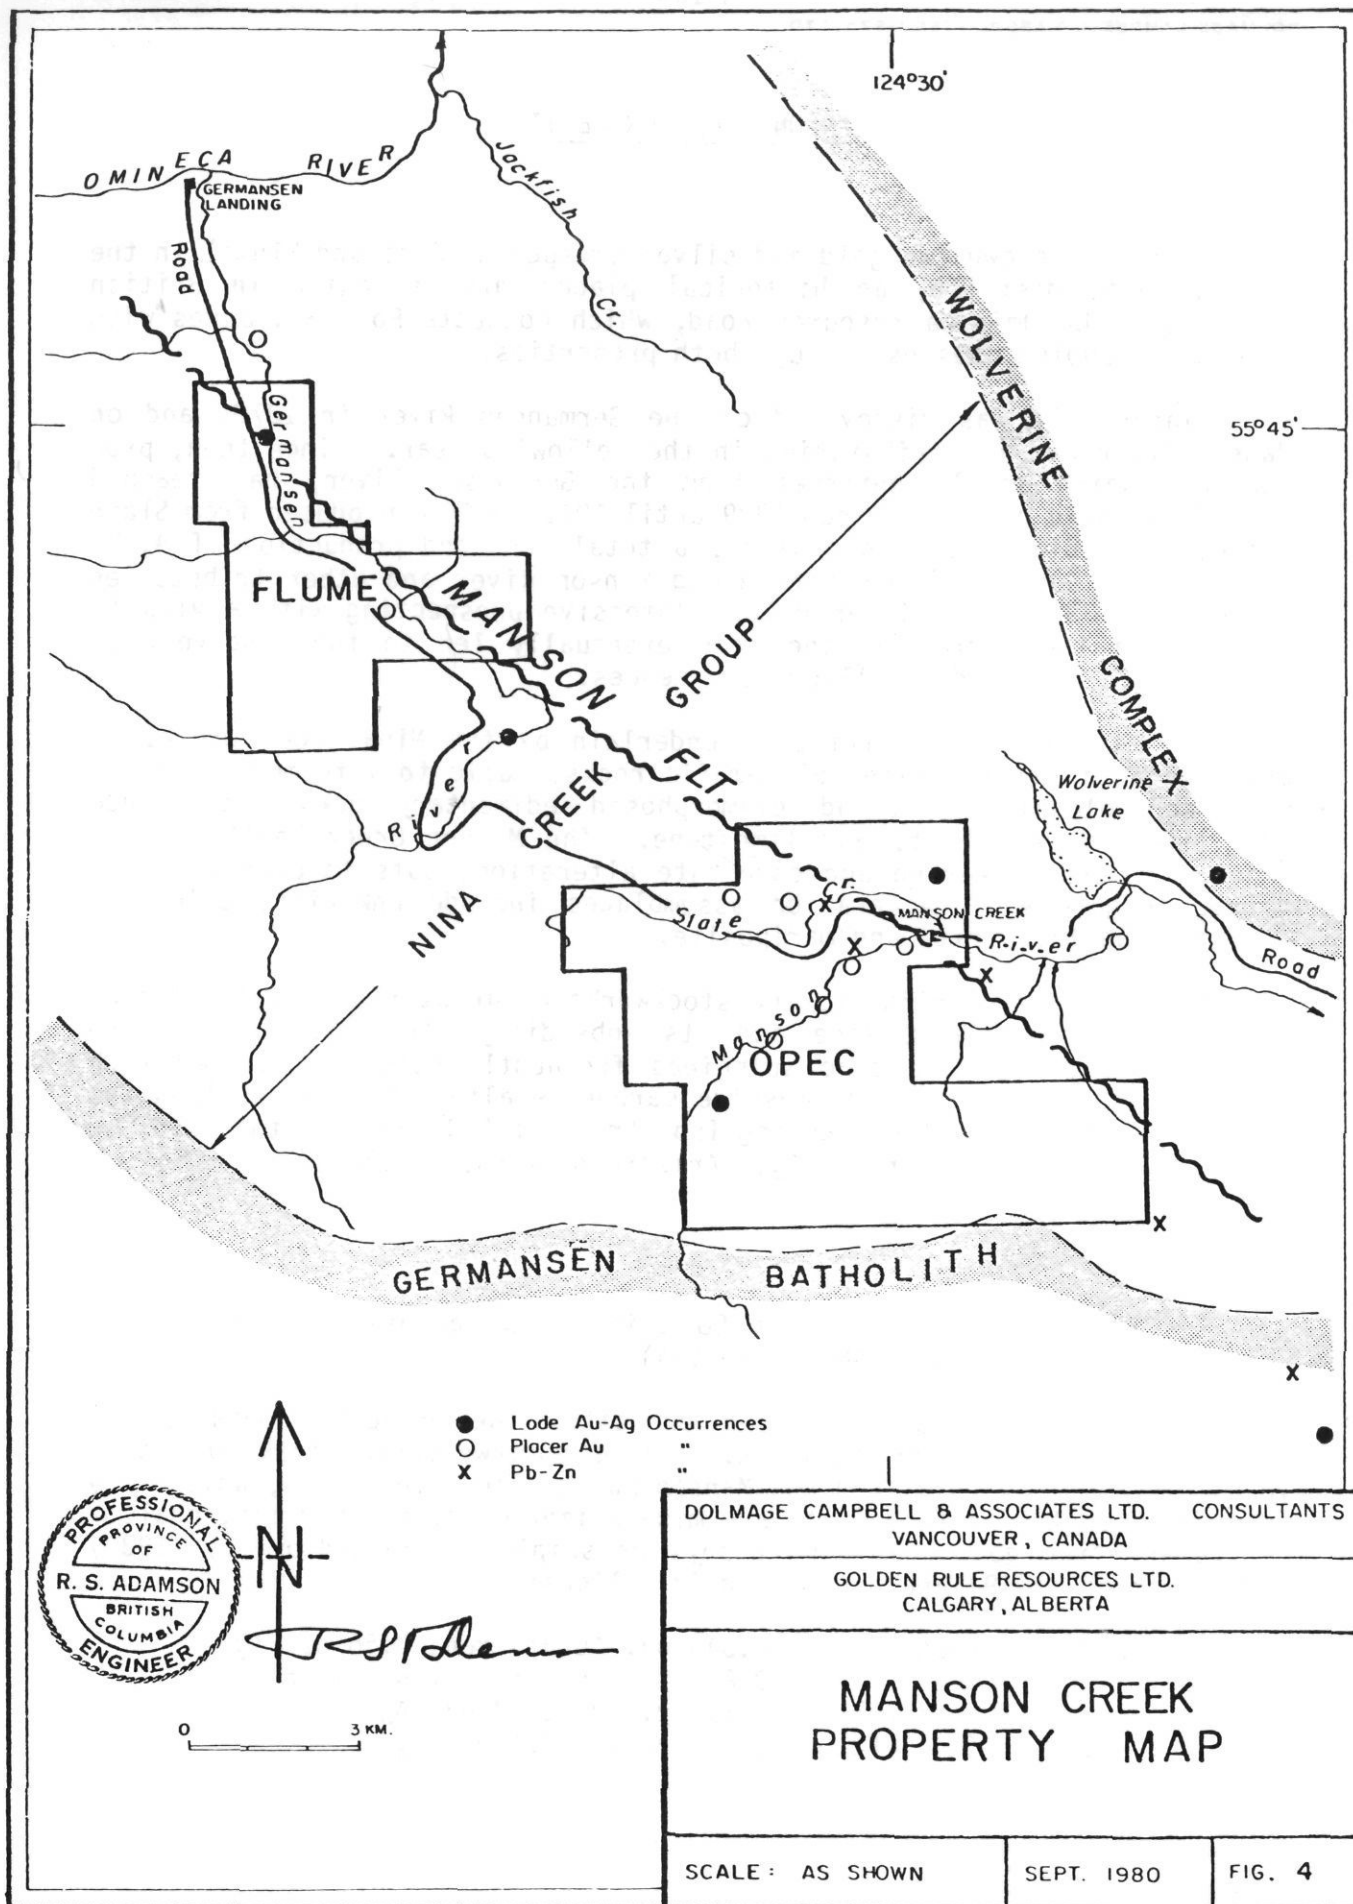 124°30'
OMINECA RIVER
GERMANSEN
LANDING
Jackfish Cr.
Road
55°45'
WOLVERINE COMPLEX
Germansen
River
FLUME
MANSON FLT
NINA CREEK GROUP
Wolverine
Lake
Slate Cr.
MANSON CREEK
Manson
River
Road
OPEC
GERMANSEN BATHOLITH
Lode Au-Ag Occurrences
Placer Au "
X Pb-Zn "
PROFESSIONAL
PROVINCE
OF
R. S. ADAMSON
BRITISH
COLUMBIA
ENGINEER
N
RS Adamson
0 3 KM.
DOLMAGE CAMPBELL & ASSOCIATES LTD. CONSULTANTS
VANCOUVER, CANADA
GOLDEN RULE RESOURCES LTD.
CALGARY, ALBERTA
MANSON CREEK
PROPERTY MAP
SCALE: AS SHOWN
SEPT. 1980
FIG. 4